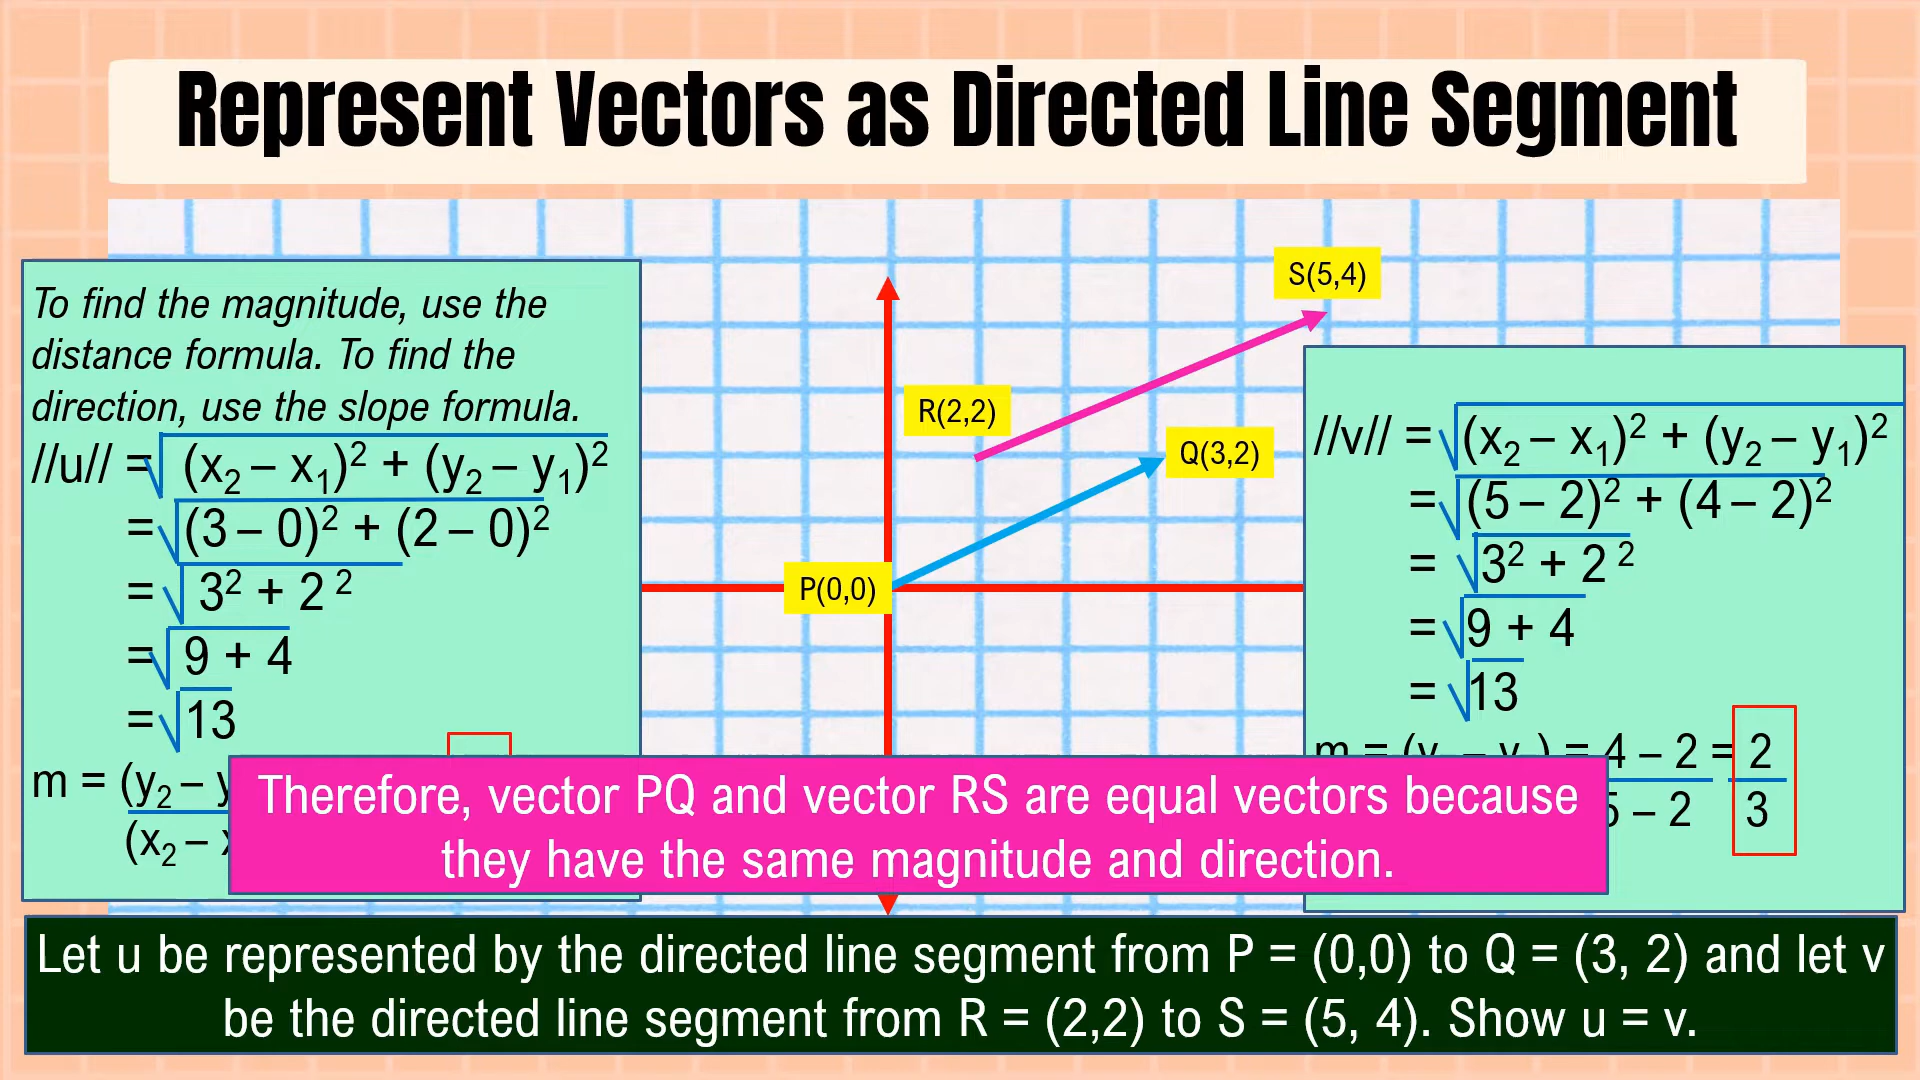 Represent Vectors as Directed Line Segment
To find the magnitude, use the
distance formula. To find the
direction, use the slope formula.
//u// = √(x₂ – x₁)² + (y₂ – y₁)²
= √(3 – 0)² + (2 – 0)²
= √3² + 2 ²
= √9 + 4
= √13
m = (y₂ –
(x₂ –
S(5,4)
R(2,2)
Q(3,2)
P(0,0)
//v// = √(x₂ – x₁)² + (y₂ – y₁)²
= √(5 – 2)² + (4 – 2)²
= √3² + 2 ²
= √9 + 4
= √13
m = (y – y ) = 4 – 2 = 2
5 – 2 3
Therefore, vector PQ and vector RS are equal vectors because
they have the same magnitude and direction.
Let u be represented by the directed line segment from P = (0,0) to Q = (3, 2) and let v
be the directed line segment from R = (2,2) to S = (5, 4). Show u = v.